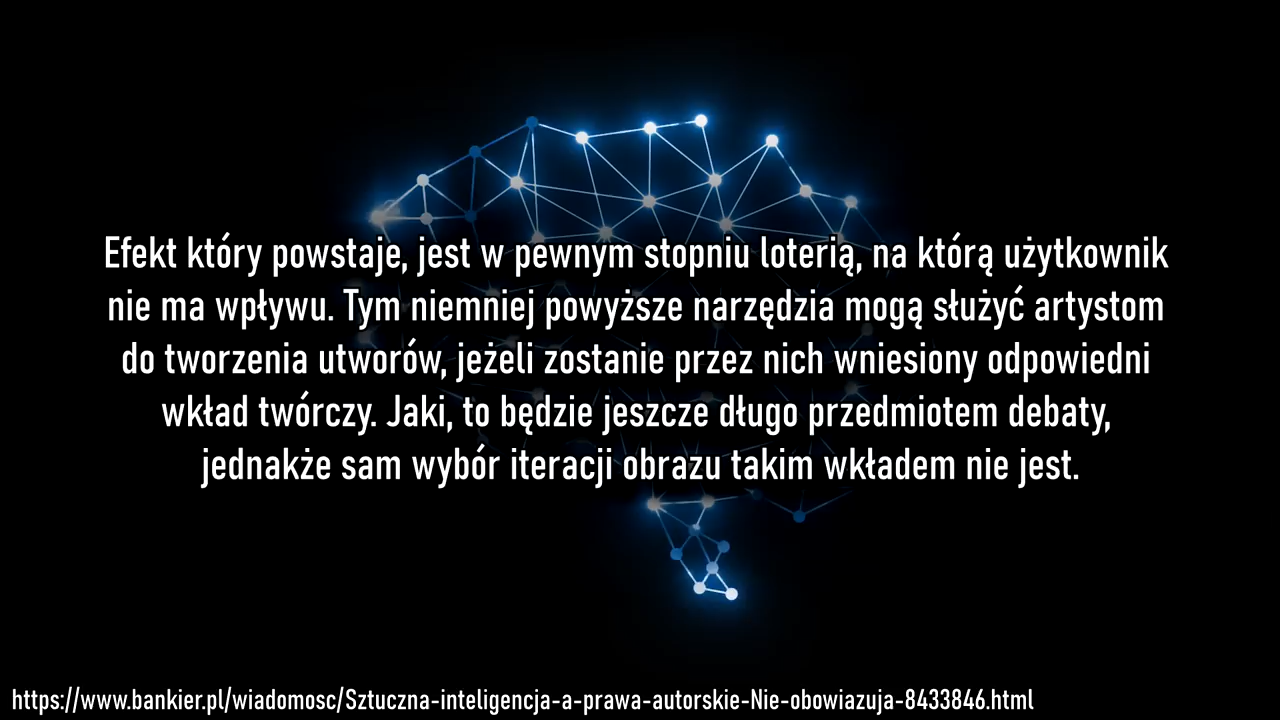 Efekt który powstaje, jest w pewnym stopniu loterią, na którą użytkownik
nie ma wpływu. Tym niemniej powyższe narzędzia mogą służyć artystom
do tworzenia utworów, jeżeli zostanie przez nich wniesiony odpowiedni
wkład twórczy. Jaki, to będzie jeszcze długo przedmiotem debaty,
jednakże sam wybór iteracji obrazu takim wkładem nie jest.
https://www.bankier.pl/wiadomosc/Sztuczna-inteligencja-a-prawa-autorskie-Nie-obowiazuja-8433846.html